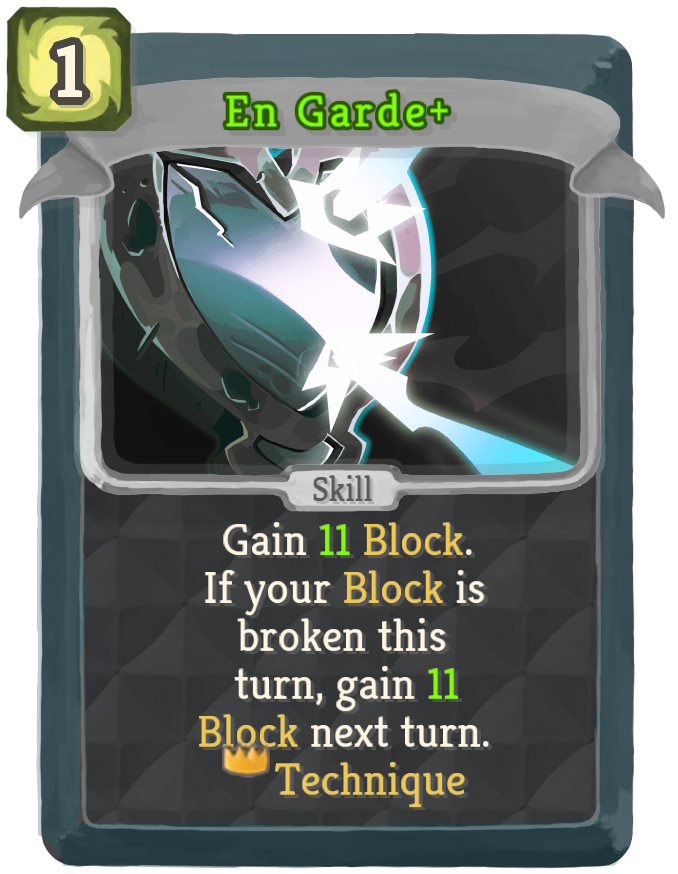 1
En Garde+
Skill
Gain 11 Block.
If your Block is
broken this
turn, gain 11
Block next turn.
Technique